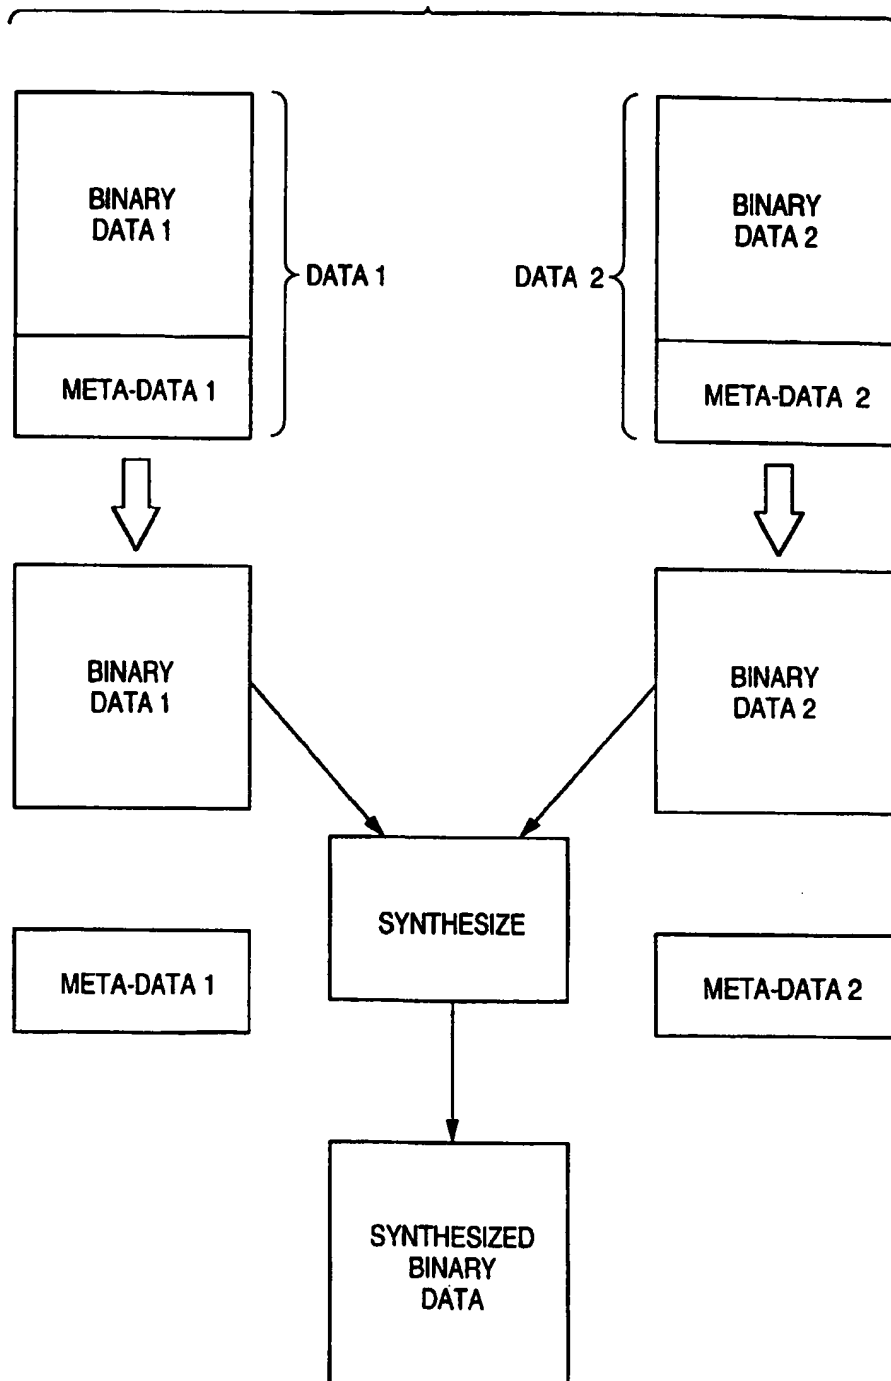 BINARY
DATA 1
BINARY
DATA 2
DATA 1
DATA 2
META-DATA 1
META-DATA 2
BINARY
DATA 1
BINARY
DATA 2
SYNTHESIZE
META-DATA 1
META-DATA 2
SYNTHESIZED
BINARY
DATA